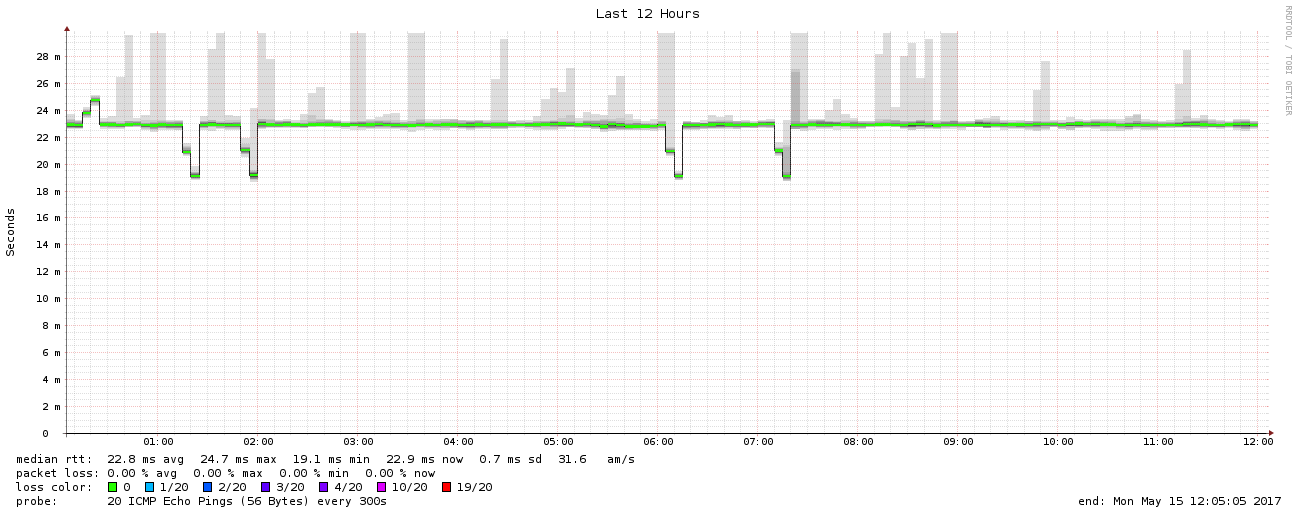 Last 12 Hours
RRDTOOL / TOBI OETIKER
Seconds
28 m
26 m
24 m
22 m
20 m
18 m
16 m
14 m
12 m
10 m
8 m
6 m
4 m
2 m
0
01:00 02:00 03:00 04:00 05:00 06:00 07:00 08:00 09:00 10:00 11:00 12:00
median rtt: 22.8 ms avg 24.7 ms max 19.1 ms min 22.9 ms now 0.7 ms sd 31.6 am/s
packet loss: 0.00 % avg 0.00 % max 0.00 % min 0.00 % now
loss color: 0 1/20 2/20 3/20 4/20 10/20 19/20
probe: 20 ICMP Echo Pings (56 Bytes) every 300s end: Mon May 15 12:05:05 2017